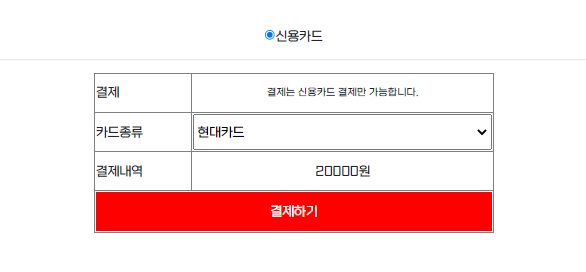 신용카드
결제 결제는 신용카드 결제만 가능합니다.
카드종류 현대카드
결제내역 20000원
결제하기